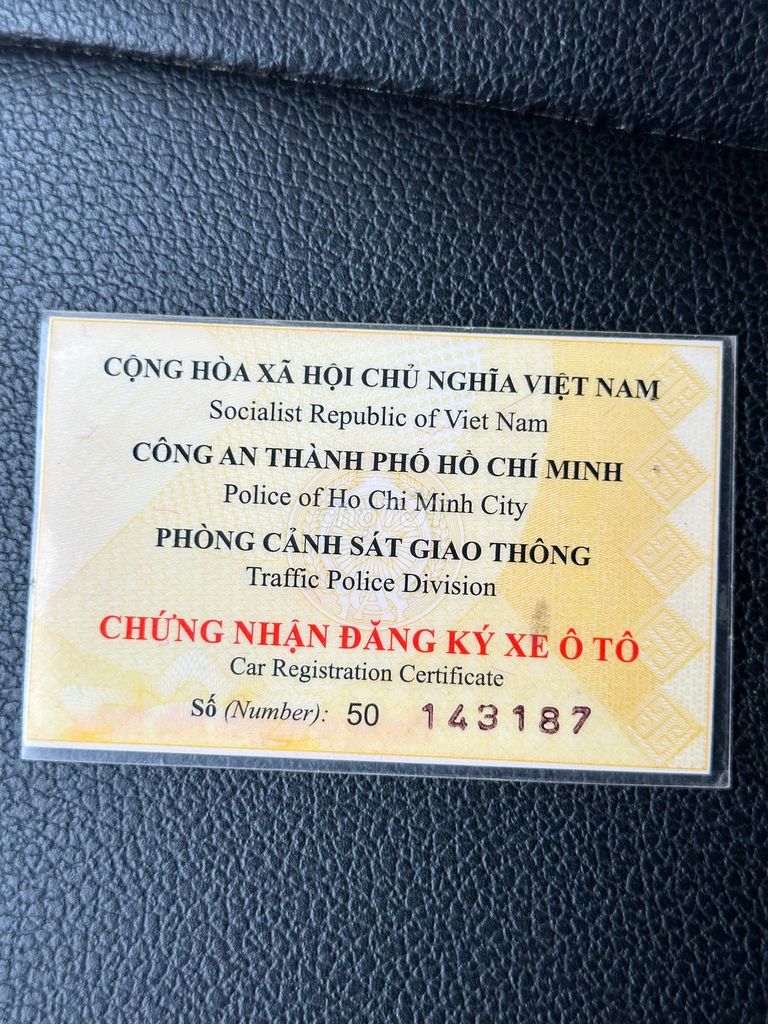 CỘNG HÒA XÃ HỘI CHỦ NGHĨA VIỆT NAM
Socialist Republic of Viet Nam
CÔNG AN THÀNH PHỐ HỒ CHÍ MINH
Police of Ho Chi Minh City
PHÒNG CẢNH SÁT GIAO THÔNG
Traffic Police Division
CHỨNG NHẬN ĐĂNG KÝ XE Ô TÔ
Car Registration Certificate
Số (Number): 50 143187